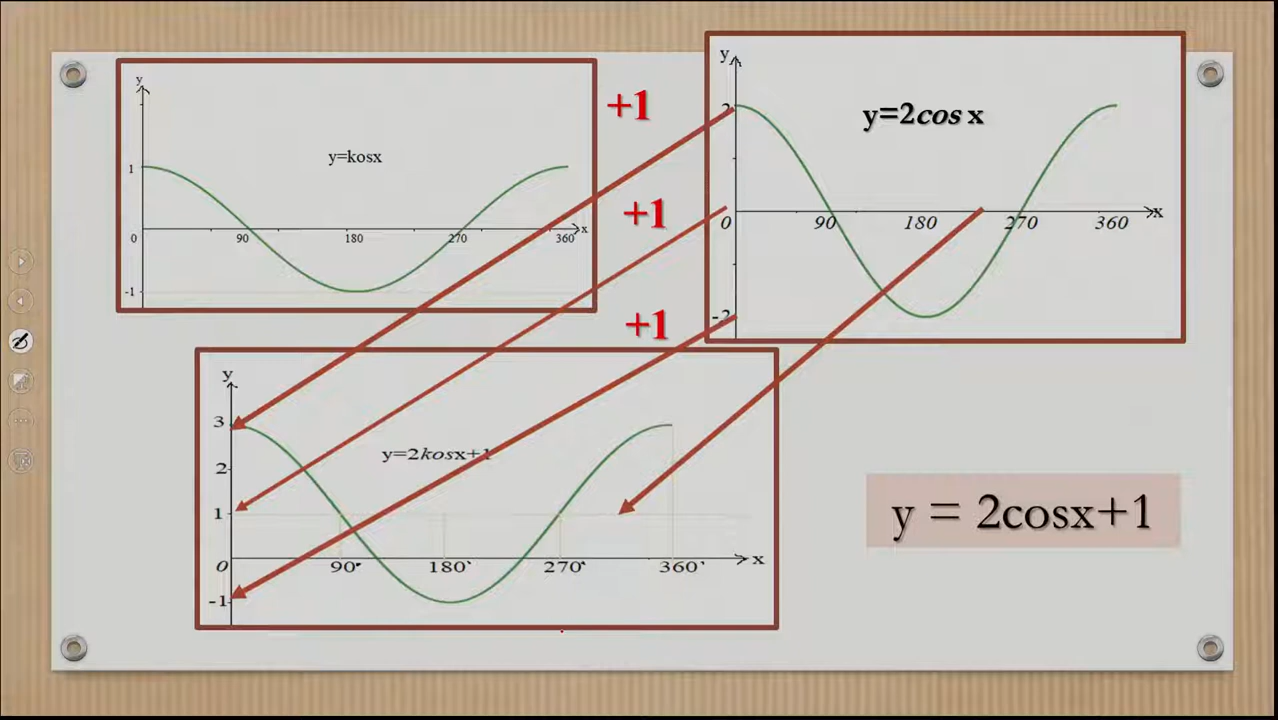 y
1
y=kosx
0
90
180
270
360
x
-1
+1
+1
+1
y
2
y=2cos x
0
90
180
270
360
x
-2
y
3
y=2kosx+1
2
1
0
90°
180°
270°
360°
x
-1
y = 2cosx+1